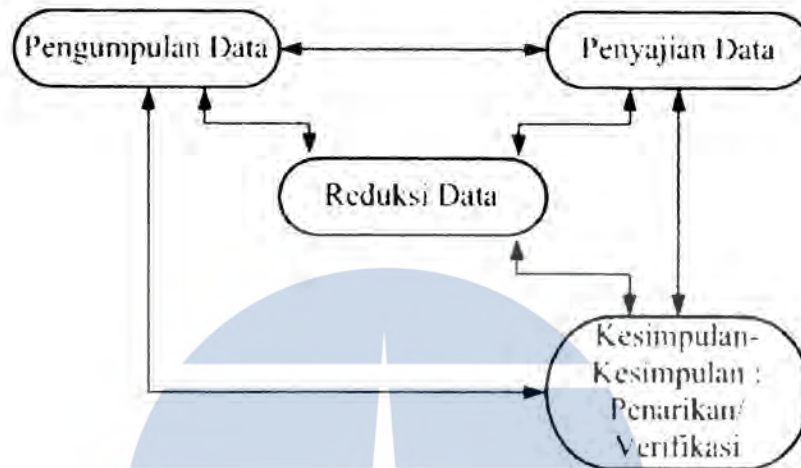 Pengumpulan Data
Penyajian Data
Reduksi Data
Kesimpulan-
Kesimpulan :
Penarikan/
Verifikasi